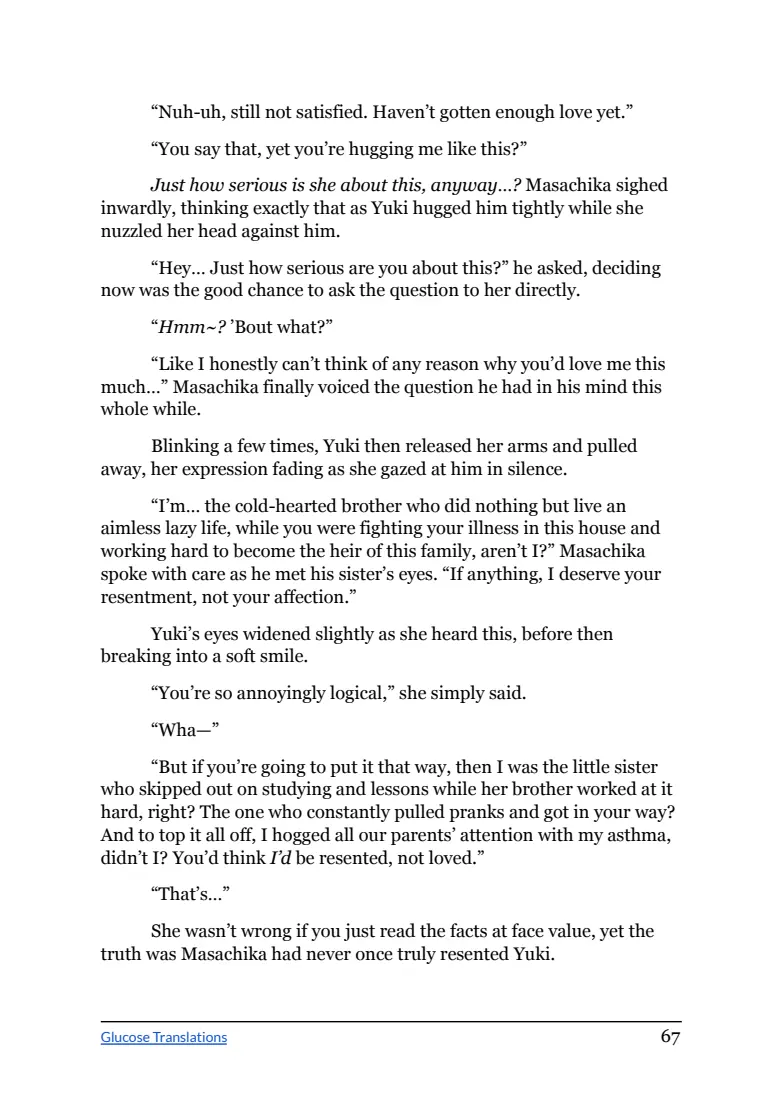 “Nuh-uh, still not satisfied. Haven’t gotten enough love yet.”
“You say that, yet you’re hugging me like this?”
Just how serious is she about this, anyway…? Masachika sighed
inwardly, thinking exactly that as Yuki hugged him tightly while she
nuzzled her head against him.
“Hey… Just how serious are you about this?” he asked, deciding
now was the good chance to ask the question to her directly.
“Hmm~? ’Bout what?”
“Like I honestly can’t think of any reason why you’d love me this
much…” Masachika finally voiced the question he had in his mind this
whole while.
Blinking a few times, Yuki then released her arms and pulled
away, her expression fading as she gazed at him in silence.
“I’m… the cold-hearted brother who did nothing but live an
aimless lazy life, while you were fighting your illness in this house and
working hard to become the heir of this family, aren’t I?” Masachika
spoke with care as he met his sister’s eyes. “If anything, I deserve your
resentment, not your affection.”
Yuki’s eyes widened slightly as she heard this, before then
breaking into a soft smile.
“You’re so annoyingly logical,” she simply said.
“Wha—”
“But if you’re going to put it that way, then I was the little sister
who skipped out on studying and lessons while her brother worked at it
hard, right? The one who constantly pulled pranks and got in your way?
And to top it all off, I hogged all our parents’ attention with my asthma,
didn’t I? You’d think I’d be resented, not loved.”
“That’s…”
She wasn’t wrong if you just read the facts at face value, yet the
truth was Masachika had never once truly resented Yuki.
Glucose Translations
67